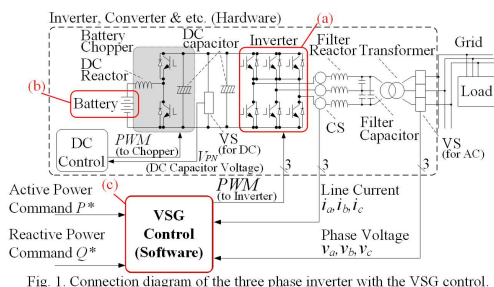 Inverter, Converter & etc. (Hardware)
(a)
Battery
Chopper
DC
capacitor
Inverter
Filter
Reactor
Transformer
Grid
DC
Reactor
(b)
Battery
Load
CS
Filter
Capacitor
VS
(for AC)
DC
Control
PWM
(to Chopper)
VS
(for DC)
VPN
(DC Capacitor Voltage)
3
3
3
PWM
(to Inverter)
(c)
Active Power
Command P*
VSG
Control
(Software)
Line Current
ia, ib, ic
Reactive Power
Command Q*
Phase Voltage
va, vb, vc
Fig. 1. Connection diagram of the three phase inverter with the VSG control.